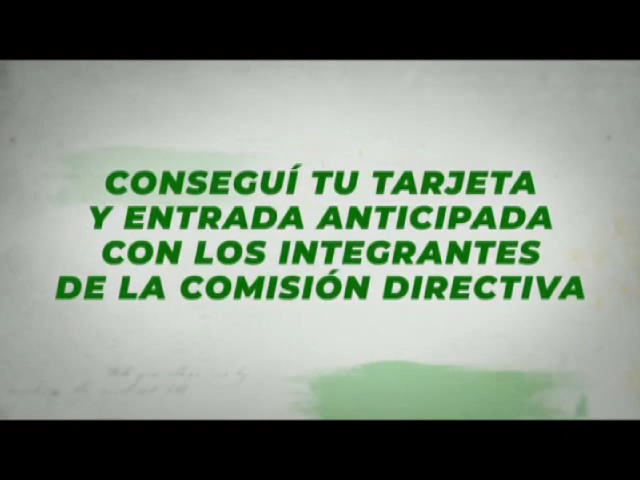 CONSEGUÍ TU TARJETA
Y ENTRADA ANTICIPADA
CON LOS INTEGRANTES
DE LA COMISIÓN DIRECTIVA